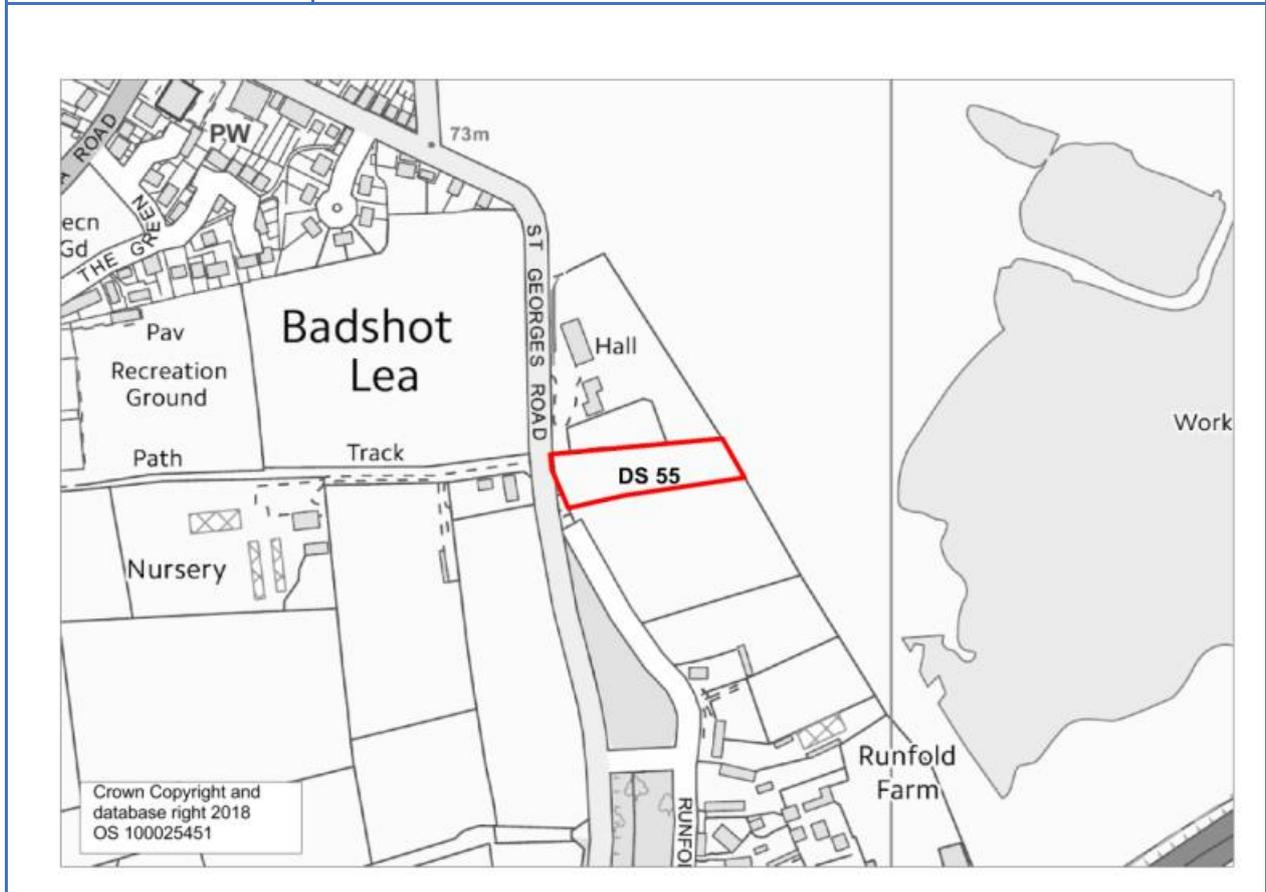 ROAD
PW
73m
ecn
Gd
THE GREEN
ST GEORGES ROAD
Pav
Recreation
Ground
Badshot
Lea
Hall
Work
Path
Track
DS 55
Nursery
Runfold
Farm
Crown Copyright and
database right 2018
OS 100025451
RUNFO